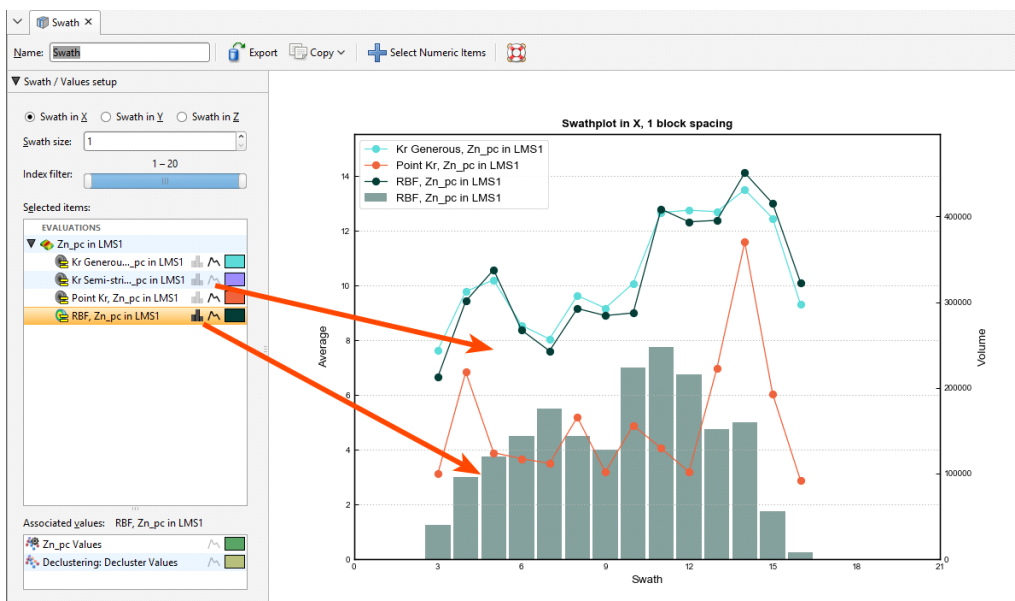 Swath ×
Name: Swath Export Copy Select Numeric Items
Swath / Values setup
Swath in X Swath in Y Swath in Z
Swath size: 1
1 – 20
Index filter:
Selected items:
EVALUATIONS
Zn_pc in LMS1
Kr Generou..._pc in LMS1
Kr Semi-stri..._pc in LMS1
Point Kr, Zn_pc in LMS1
RBF, Zn_pc in LMS1
Associated values: RBF, Zn_pc in LMS1
Zn_pc Values
Declustering: Decluster Values
Swathplot in X, 1 block spacing
Kr Generous, Zn_pc in LMS1
Point Kr, Zn_pc in LMS1
RBF, Zn_pc in LMS1
RBF, Zn_pc in LMS1
Average
14
12
10
8
6
4
2
0
0 3 6 9 12 15 18 21
Swath
400000
300000
200000
100000
0
Volume